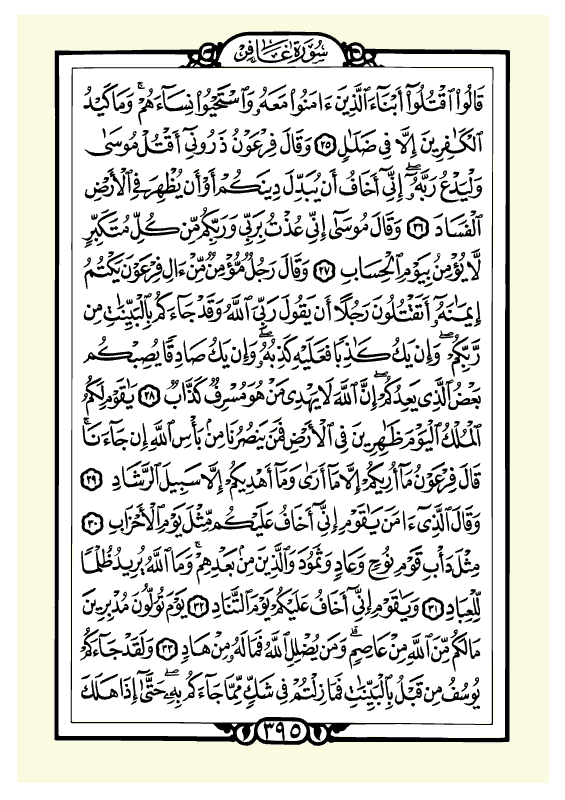 سُورَةُ غَافِرٍ
قَالُوا۟ ٱقْتُلُوٓا۟ أَبْنَآءَ ٱلَّذِينَ ءَامَنُوا۟ مَعَهُۥ وَٱسْتَحْيُوا۟ نِسَآءَهُمْ ۚ وَمَا كَيْدُ
ٱلْكَٰفِرِينَ إِلَّا فِى ضَلَٰلٍ ٢٥ وَقَالَ فِرْعَوْنُ ذَرُونِىٓ أَقْتُلْ مُوسَىٰ
وَلْيَدْعُ رَبَّهُۥٓ ۖ إِنِّىٓ أَخَافُ أَن يُبَدِّلَ دِينَكُمْ أَوْ أَن يُظْهِرَ فِى ٱلْأَرْضِ
ٱلْفَسَادَ ٢٦ وَقَالَ مُوسَىٰٓ إِنِّى عُذْتُ بِرَبِّى وَرَبِّكُم مِّن كُلِّ مُتَكَبِّرٍ
لَّا يُؤْمِنُ بِيَوْمِ ٱلْحِسَابِ ٢٧ وَقَالَ رَجُلٌ مُّؤْمِنٌ مِّنْ ءَالِ فِرْعَوْنَ يَكْتُمُ
إِيمَٰنَهُۥٓ أَتَقْتُلُونَ رَجُلًا أَن يَقُولَ رَبِّىَ ٱللَّهُ وَقَدْ جَآءَكُم بِٱلْبَيِّنَٰتِ مِن
رَّبِّكُمْ ۖ وَإِن يَكُ كَٰذِبًا فَعَلَيْهِ كَذِبُهُۥ ۖ وَإِن يَكُ صَادِقًا يُصِبْكُم
بَعْضُ ٱلَّذِى يَعِدُكُمْ ۖ إِنَّ ٱللَّهَ لَا يَهْدِى مَنْ هُوَ مُسْرِفٌ كَذَّابٌ ٢٨ يَٰقَوْمِ لَكُمُ
ٱلْمُلْكُ ٱلْيَوْمَ ظَٰهِرِينَ فِى ٱلْأَرْضِ فَمَن يَنصُرُنَا مِنۢ بَأْسِ ٱللَّهِ إِن جَآءَنَا ۚ
قَالَ فِرْعَوْنُ مَآ أُرِيكُمْ إِلَّا مَآ أَرَىٰ وَمَآ أَهْدِيكُمْ إِلَّا سَبِيلَ ٱلرَّشَادِ ٢٩
وَقَالَ ٱلَّذِىٓ ءَامَنَ يَٰقَوْمِ إِنِّىٓ أَخَافُ عَلَيْكُم مِّثْلَ يَوْمِ ٱلْأَحْزَابِ ٣٠
مِثْلَ دَأْبِ قَوْمِ نُوحٍ وَعَادٍ وَثَمُودَ وَٱلَّذِينَ مِنۢ بَعْدِهِمْ ۚ وَمَا ٱللَّهُ يُرِيدُ ظُلْمًا
لِّلْعِبَادِ ٣١ وَيَٰقَوْمِ إِنِّىٓ أَخَافُ عَلَيْكُمْ يَوْمَ ٱلتَّنَادِ ٣٢ يَوْمَ تُوَلُّونَ مُدْبِرِينَ
مَا لَكُم مِّنَ ٱللَّهِ مِنْ عَاصِمٍ ۗ وَمَن يُضْلِلِ ٱللَّهُ فَمَا لَهُۥ مِنْ هَادٍ ٣٣ وَلَقَدْ جَآءَكُمْ
يُوسُفُ مِن قَبْلُ بِٱلْبَيِّنَٰتِ فَمَا زِلْتُمْ فِى شَكٍّ مِّمَّا جَآءَكُم بِهِۦ ۖ حَتَّىٰٓ إِذَا هَلَكَ
٣٩٥